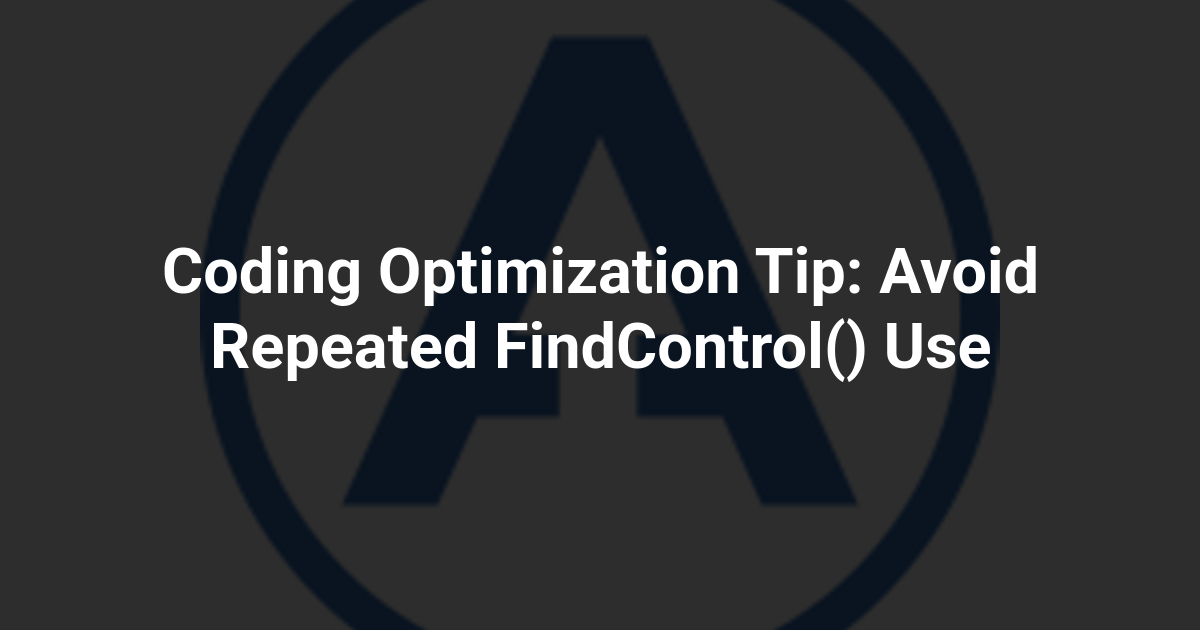 Coding Optimization Tip: Avoid
Repeated FindControl() Use